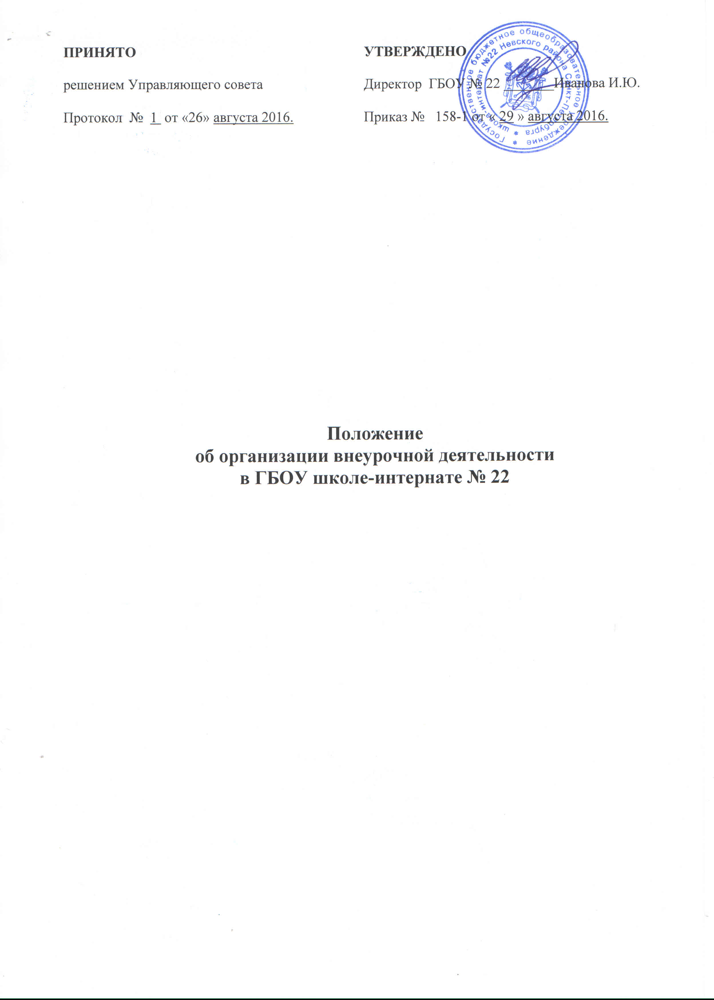 ПРИНЯТО
решением Управляющего совета
Протокол № 1 от «26» августа 2016.
УТВЕРЖДЕНО
Директор ГБОУ № 22 _______Иванова И.Ю.
Приказ № 158-1 от « 29 » августа 2016.
Государственное бюджетное общеобразовательное учреждение *
школа-интернат №22 Невского района Санкт-Петербурга *
Положение
об организации внеурочной деятельности
в ГБОУ школе-интернате № 22